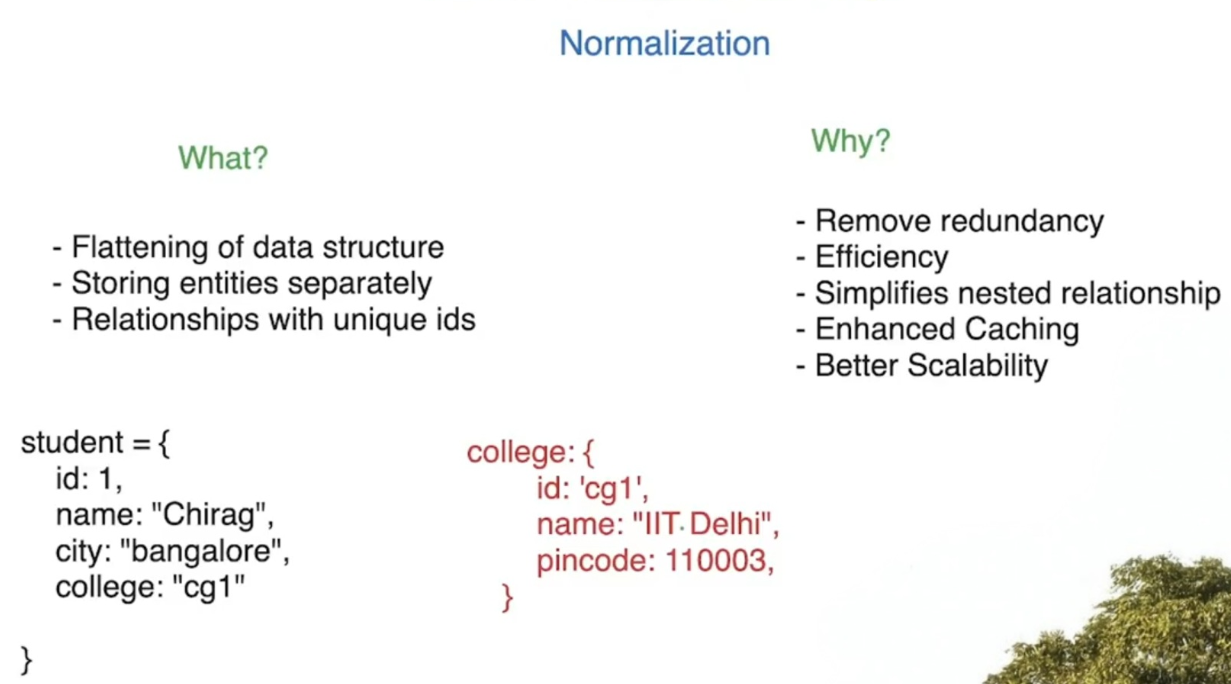 Normalization
What?
- Flattening of data structure
- Storing entities separately
- Relationships with unique ids
Why?
- Remove redundancy
- Efficiency
- Simplifies nested relationship
- Enhanced Caching
- Better Scalability
student = {
id: 1,
name: "Chirag",
city: "bangalore",
college: "cg1"
}
college: {
id: 'cg1',
name: "IIT Delhi",
pincode: 110003,
}